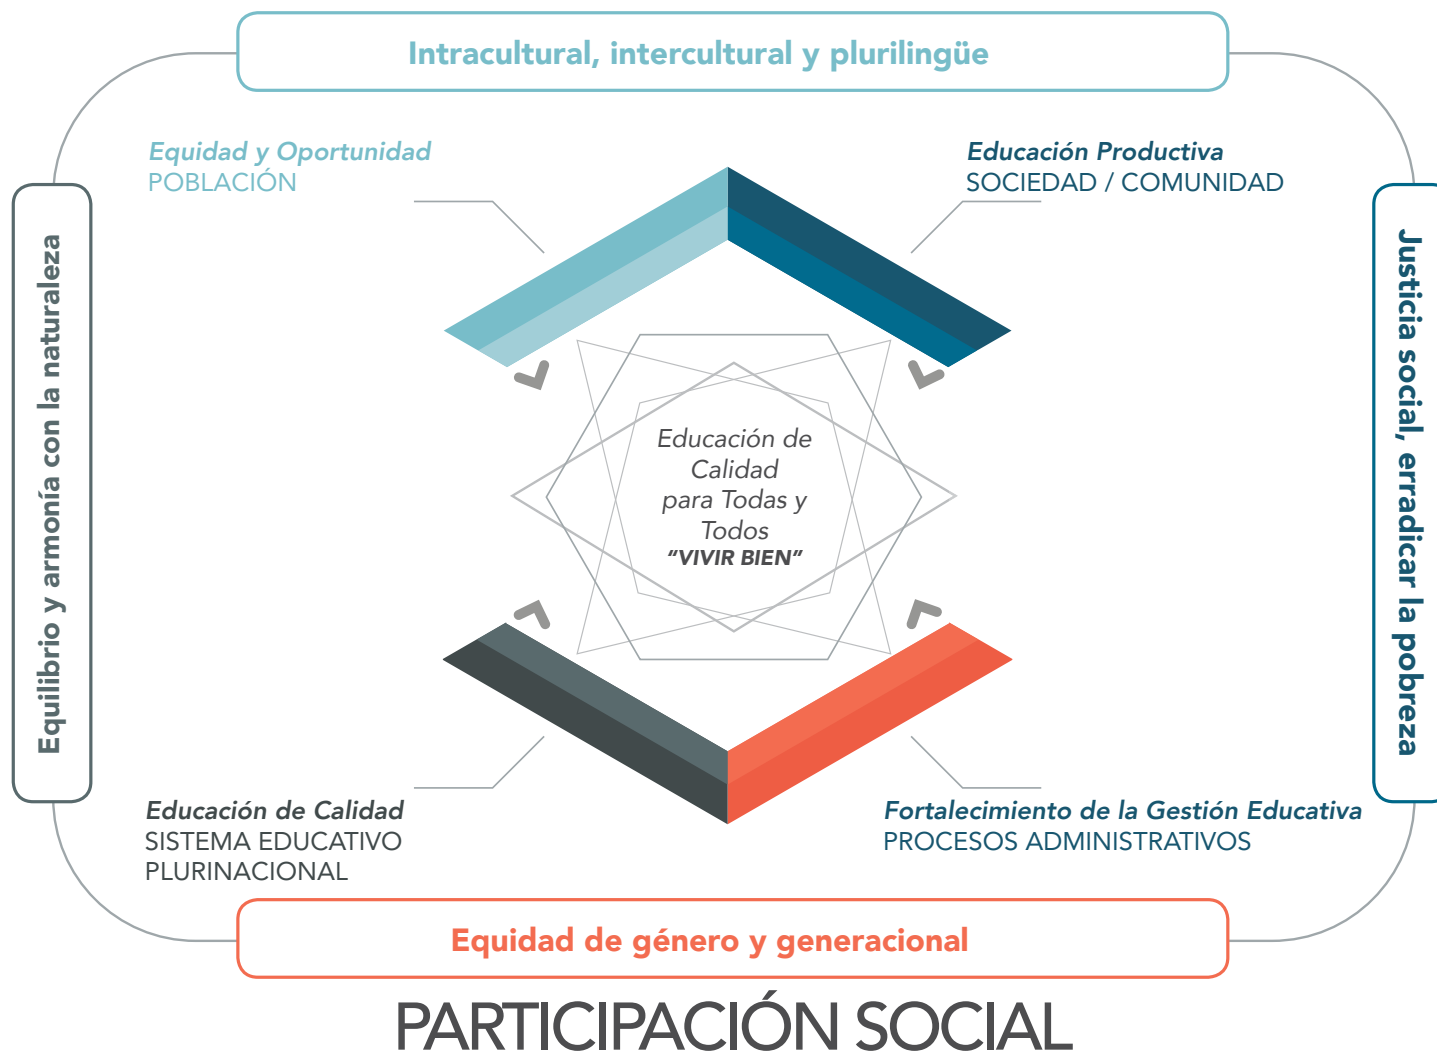 Intracultural, intercultural y plurilingüe
Equidad y Oportunidad
POBLACIÓN
Educación Productiva
SOCIEDAD / COMUNIDAD
Equilibrio y armonía con la naturaleza
Educación de
Calidad
para Todas y
Todos
“VIVIR BIEN”
Justicia social, erradicar la pobreza
Educación de Calidad
SISTEMA EDUCATIVO
PLURINACIONAL
Fortalecimiento de la Gestión Educativa
PROCESOS ADMINISTRATIVOS
Equidad de género y generacional
PARTICIPACIÓN SOCIAL